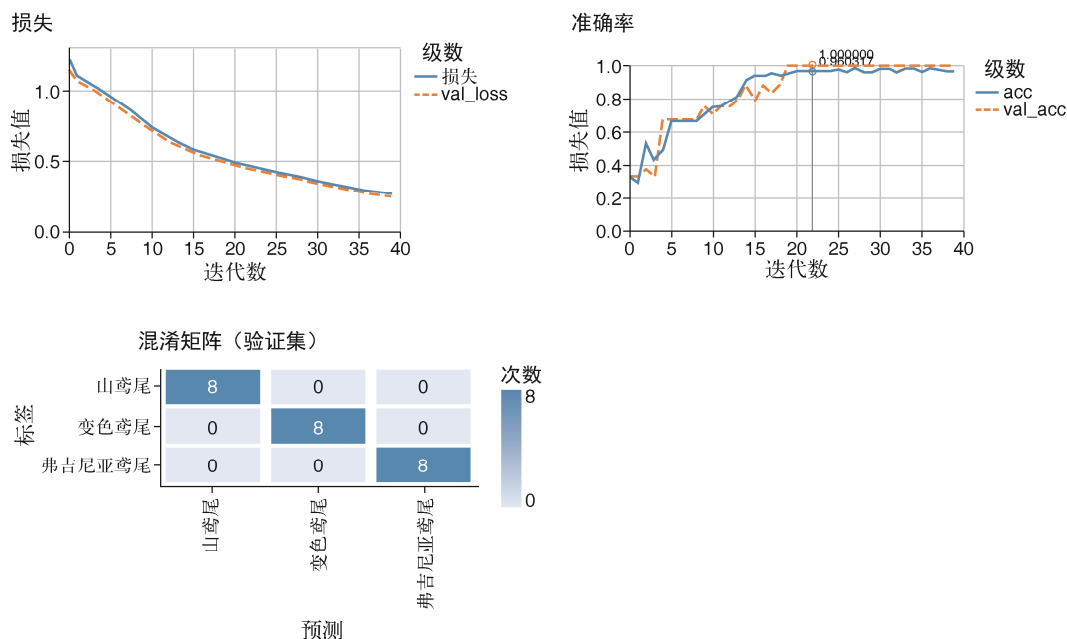 损失
级数
损失
val_loss
损失值
1.0
0.5
0.0
0 5 10 15 20 25 30 35 40
迭代数
准确率
1.000000
级数
acc
val_acc
损失值
1.0
0.8
0.6
0.4
0.2
0.0
0 5 10 15 20 25 30 35 40
迭代数
混淆矩阵（验证集）
标签
山鸢尾 8 0 0
变色鸢尾 0 8 0
弗吉尼亚鸢尾 0 0 8
山鸢尾
变色鸢尾
弗吉尼亚鸢尾
预测
次数
8
0